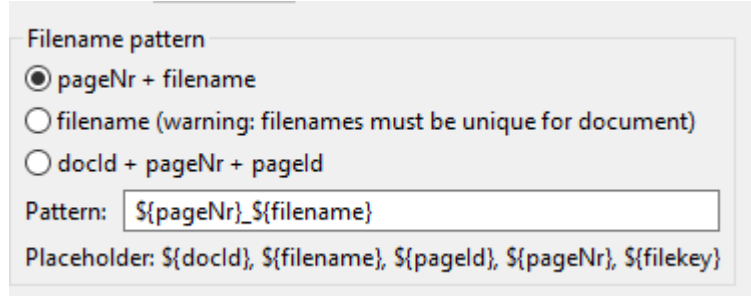 Filename pattern
pageNr + filename
filename (warning: filenames must be unique for document)
docId + pageNr + pageId
Pattern: ${pageNr}_${filename}
Placeholder: ${docId}, ${filename}, ${pageId}, ${pageNr}, ${filekey}